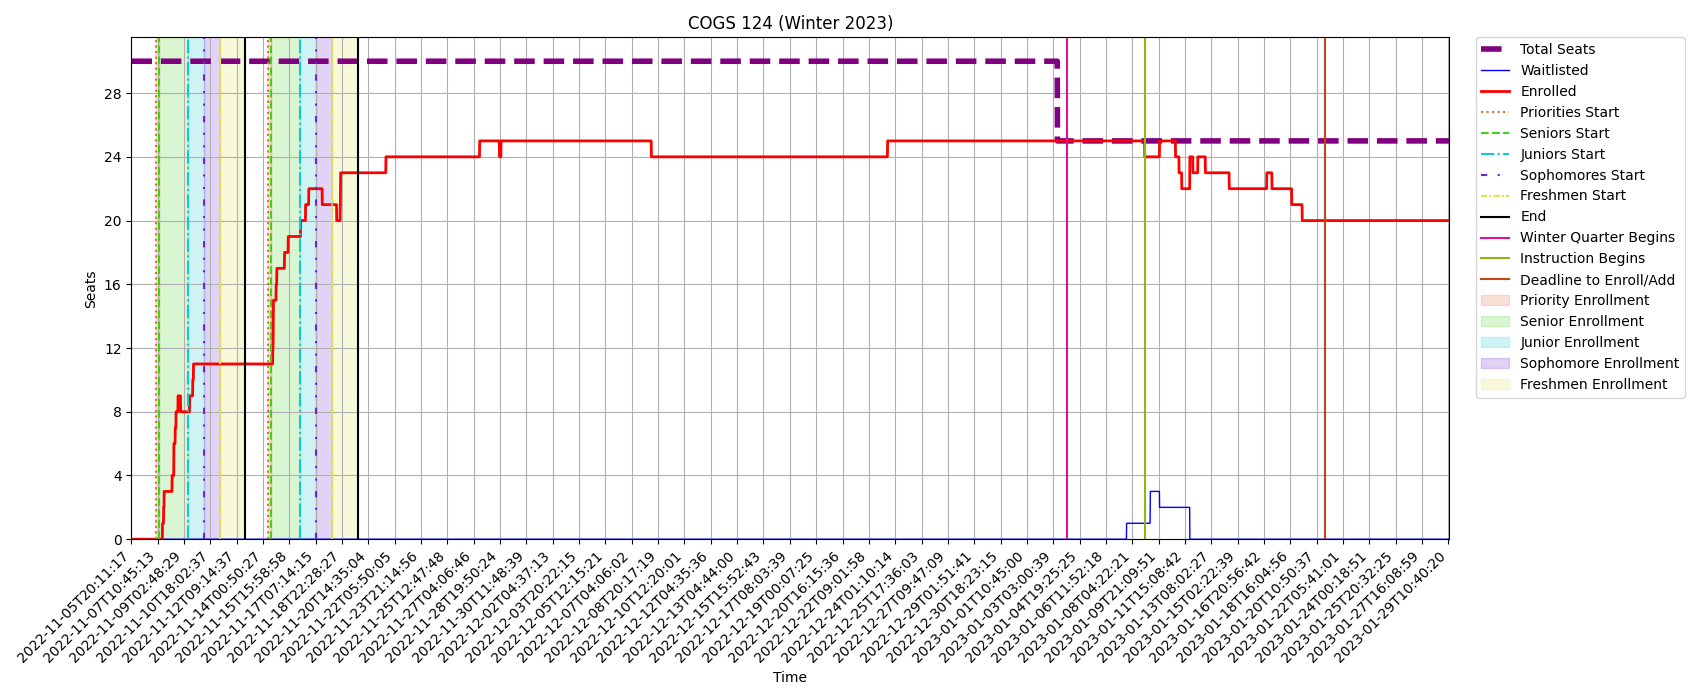 COGS 124 (Winter 2023)
Total Seats
Waitlisted
Enrolled
Priorities Start
Seniors Start
Juniors Start
Sophomores Start
Freshmen Start
End
Winter Quarter Begins
Instruction Begins
Deadline to Enroll/Add
Priority Enrollment
Senior Enrollment
Junior Enrollment
Sophomore Enrollment
Freshmen Enrollment
Seats
28
24
20
16
12
8
4
0
2022-11-05T20:11:17
2022-11-07T10:45:13
2022-11-09T02:48:29
2022-11-10T18:02:37
2022-11-12T09:14:37
2022-11-14T00:50:27
2022-11-15T15:58:58
2022-11-17T07:14:15
2022-11-18T22:28:27
2022-11-20T14:35:04
2022-11-22T05:50:05
2022-11-23T21:14:56
2022-11-25T12:47:48
2022-11-27T04:06:46
2022-11-28T19:50:24
2022-11-30T11:48:39
2022-12-02T04:37:13
2022-12-03T20:22:15
2022-12-05T12:15:21
2022-12-07T04:06:02
2022-12-08T20:17:19
2022-12-10T12:20:01
2022-12-12T04:35:36
2022-12-13T20:44:00
2022-12-15T12:52:43
2022-12-17T08:03:39
2022-12-19T00:07:25
2022-12-20T16:15:36
2022-12-22T09:01:58
2022-12-24T01:10:14
2022-12-25T17:36:03
2022-12-27T09:47:09
2022-12-29T01:51:41
2022-12-30T18:23:15
2023-01-01T10:45:00
2023-01-03T03:00:39
2023-01-04T19:25:25
2023-01-06T11:52:18
2023-01-08T04:22:21
2023-01-09T21:09:51
2023-01-11T15:08:42
2023-01-13T08:02:27
2023-01-15T02:22:39
2023-01-16T20:56:42
2023-01-18T16:04:56
2023-01-20T10:50:37
2023-01-22T05:41:01
2023-01-24T00:18:51
2023-01-25T20:32:25
2023-01-27T16:08:59
2023-01-29T10:40:20
Time